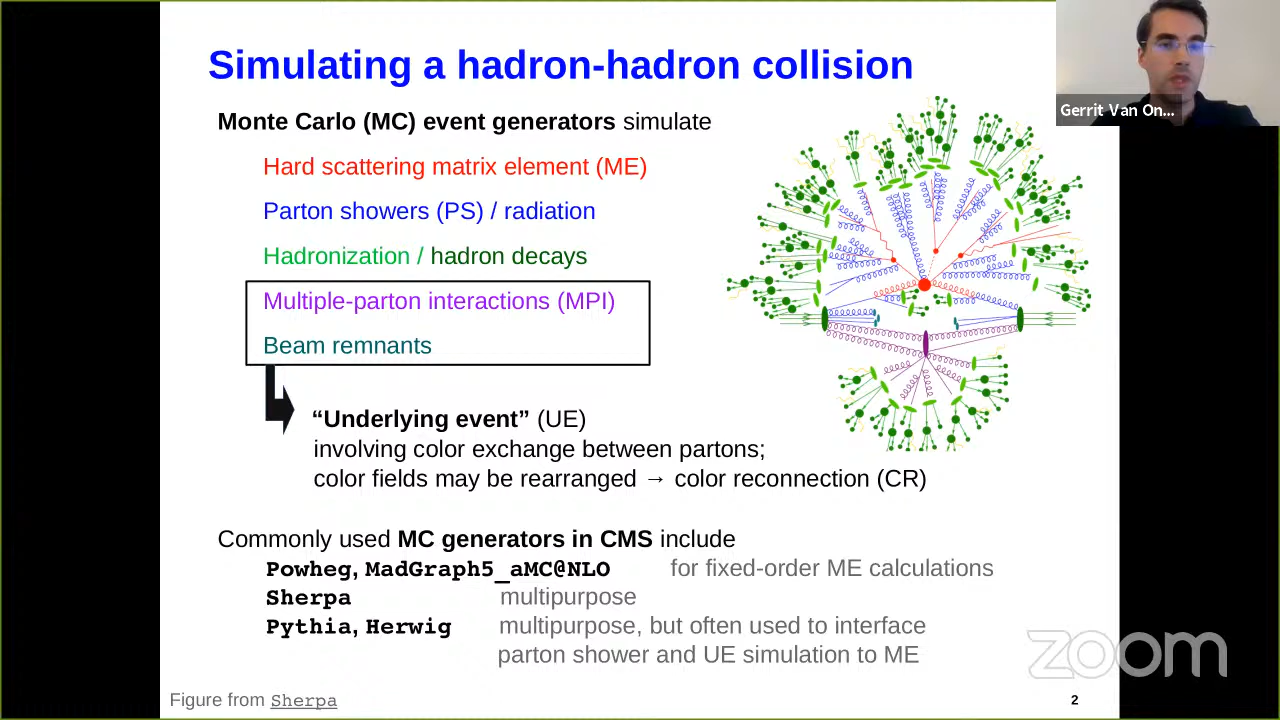 Simulating a hadron-hadron collision
Gerrit Van On...
Monte Carlo (MC) event generators simulate
Hard scattering matrix element (ME)
Parton showers (PS) / radiation
Hadronization / hadron decays
Multiple-parton interactions (MPI)
Beam remnants
“Underlying event” (UE)
involving color exchange between partons;
color fields may be rearranged → color reconnection (CR)
Commonly used MC generators in CMS include
Powheg, MadGraph5_aMC@NLO for fixed-order ME calculations
Sherpa multipurpose
Pythia, Herwig multipurpose, but often used to interface
parton shower and UE simulation to ME
zoom
Figure from Sherpa
2